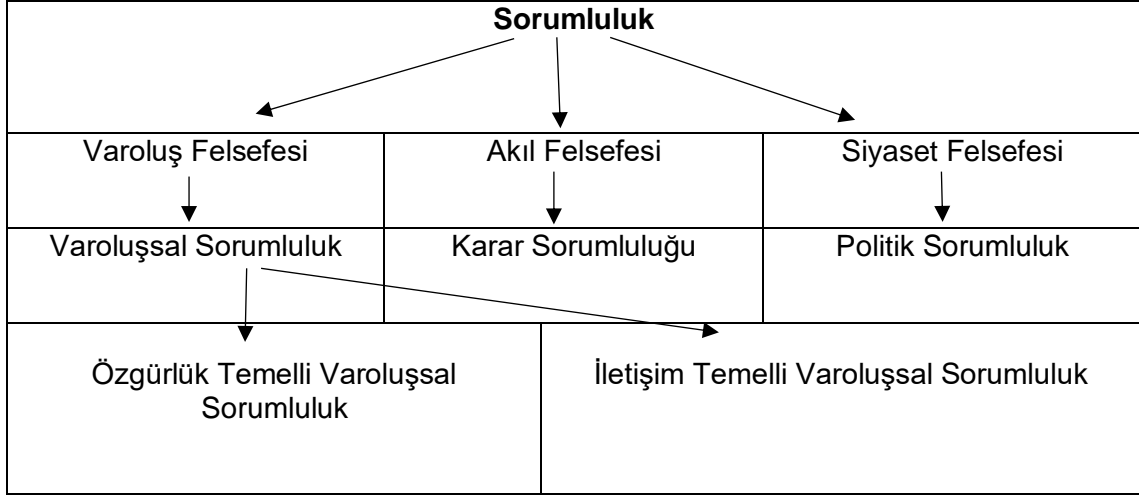 Sorumluluk
Varoluş Felsefesi
Akıl Felsefesi
Siyaset Felsefesi
Varoluşsal Sorumluluk
Karar Sorumluluğu
Politik Sorumluluk
Özgürlük Temelli Varoluşsal
Sorumluluk
İletişim Temelli Varoluşsal Sorumluluk